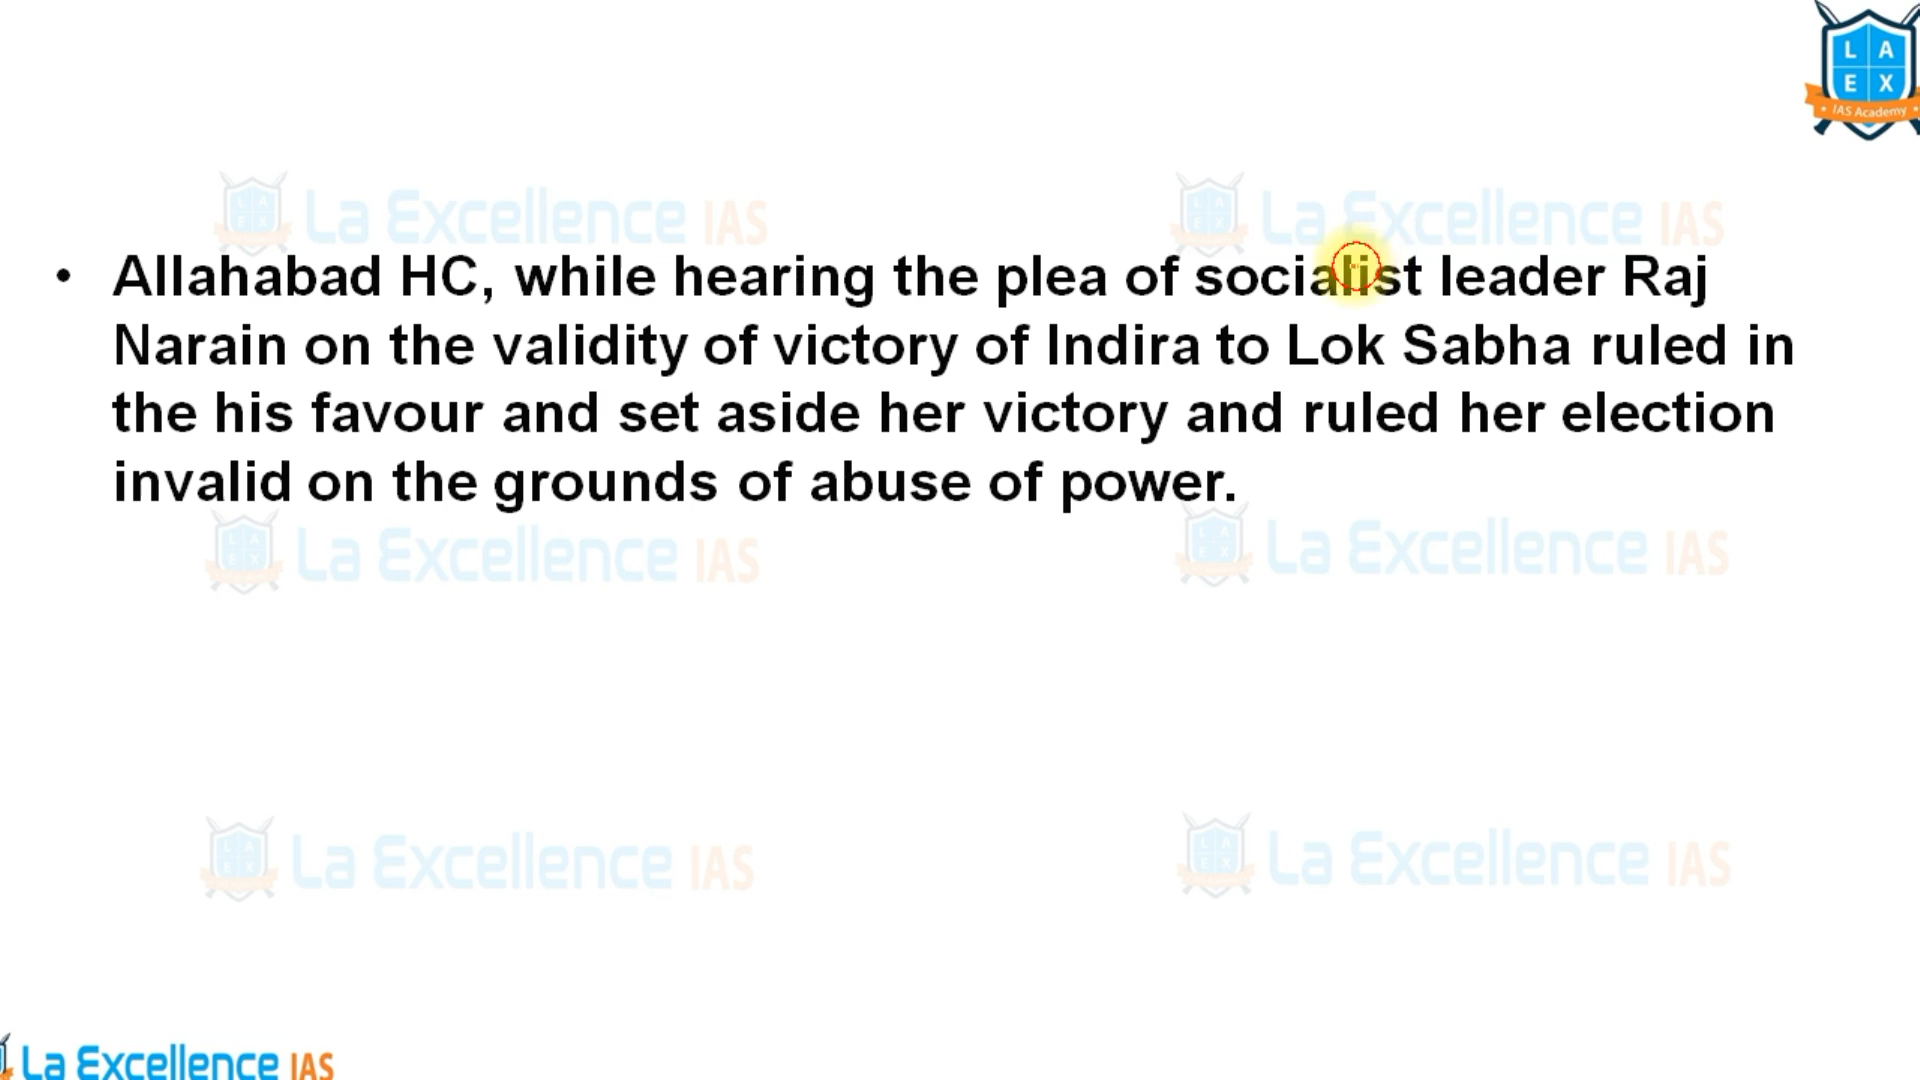 L A
E X
IAS Academy
La Excellence IAS
La Excellence IAS
• Allahabad HC, while hearing the plea of socialist leader Raj
Narain on the validity of victory of Indira to Lok Sabha ruled in
the his favour and set aside her victory and ruled her election
invalid on the grounds of abuse of power.
La Excellence IAS
La Excellence IAS
La Excellence IAS
La Excellence IAS
La Excellence IAS